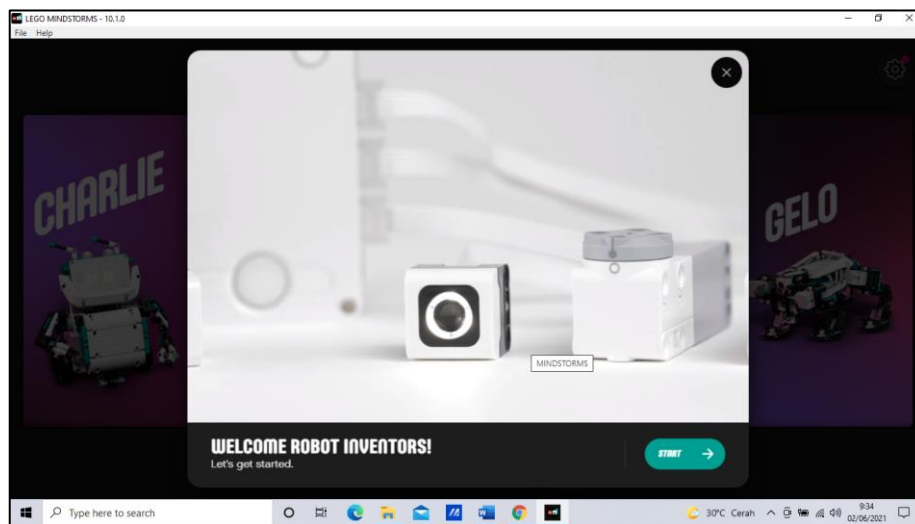 LEGO MINDSTORMS - 10.1.0
File Help
CHARLIE
GELO
MINDSTORMS
WELCOME ROBOT INVENTORS!
Let's get started.
START
Type here to search
30°C Cerah
9:34
02/06/2021